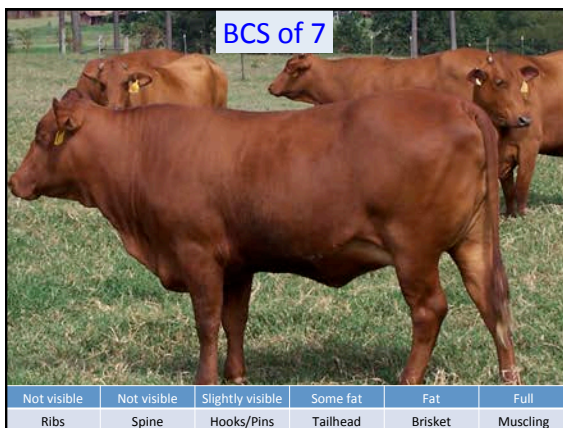 BCS of 7
Not visible Not visible Slightly visible Some fat Fat Full
Ribs Spine Hooks/Pins Tailhead Brisket Muscling